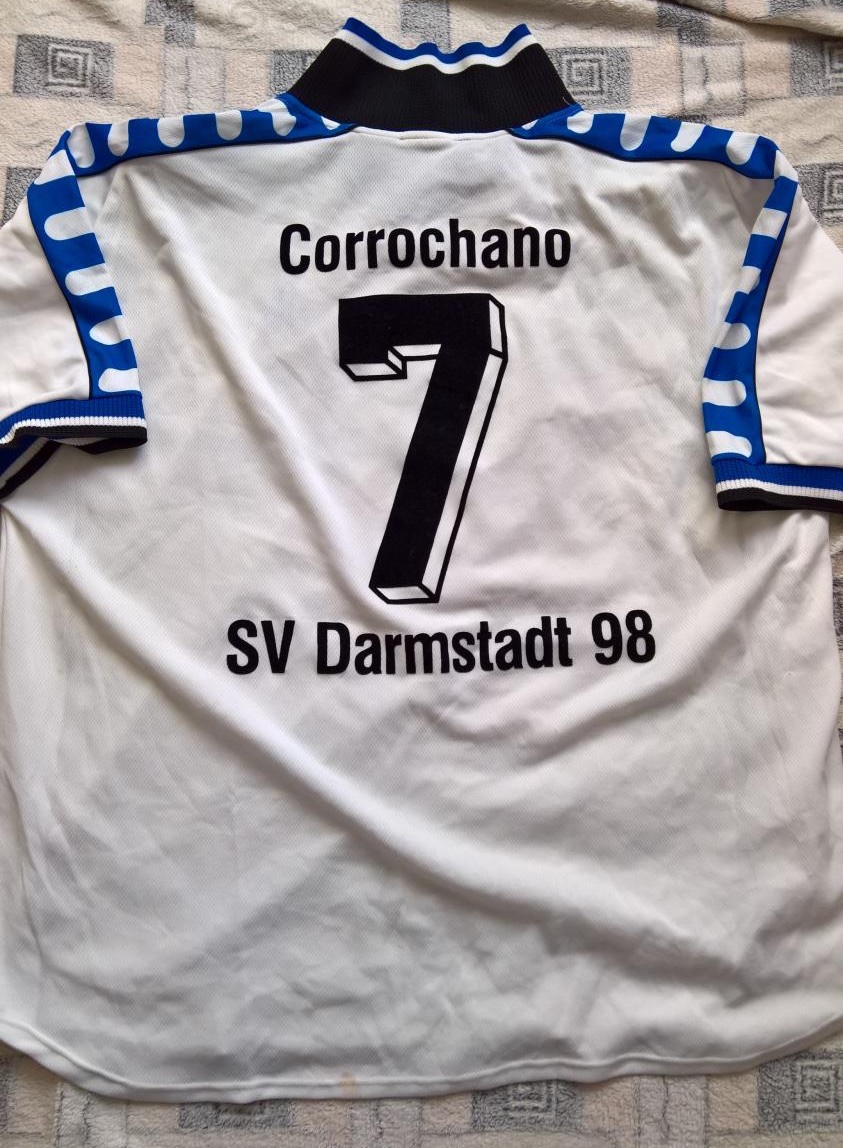 Corrochano
7
SV Darmstadt 98